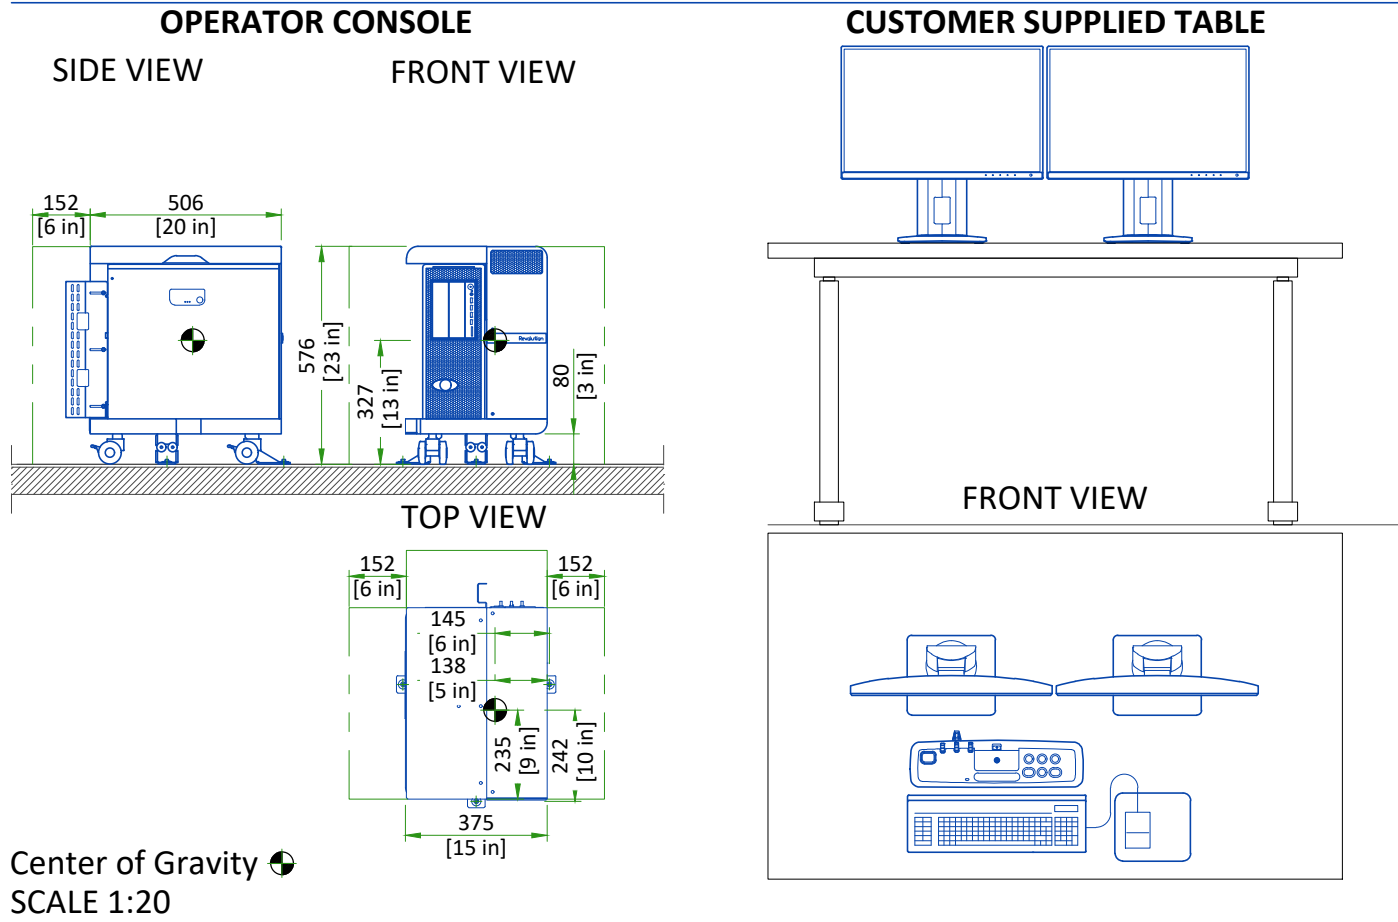 OPERATOR CONSOLE
CUSTOMER SUPPLIED TABLE
SIDE VIEW
FRONT VIEW
152
[6 in]
506
[20 in]
576
[23 in]
327
[13 in]
Revolution
80
[3 in]
FRONT VIEW
TOP VIEW
152
[6 in]
152
[6 in]
145
[6 in]
138
[5 in]
235
[9 in]
242
[10 in]
375
[15 in]
Center of Gravity
SCALE 1:20